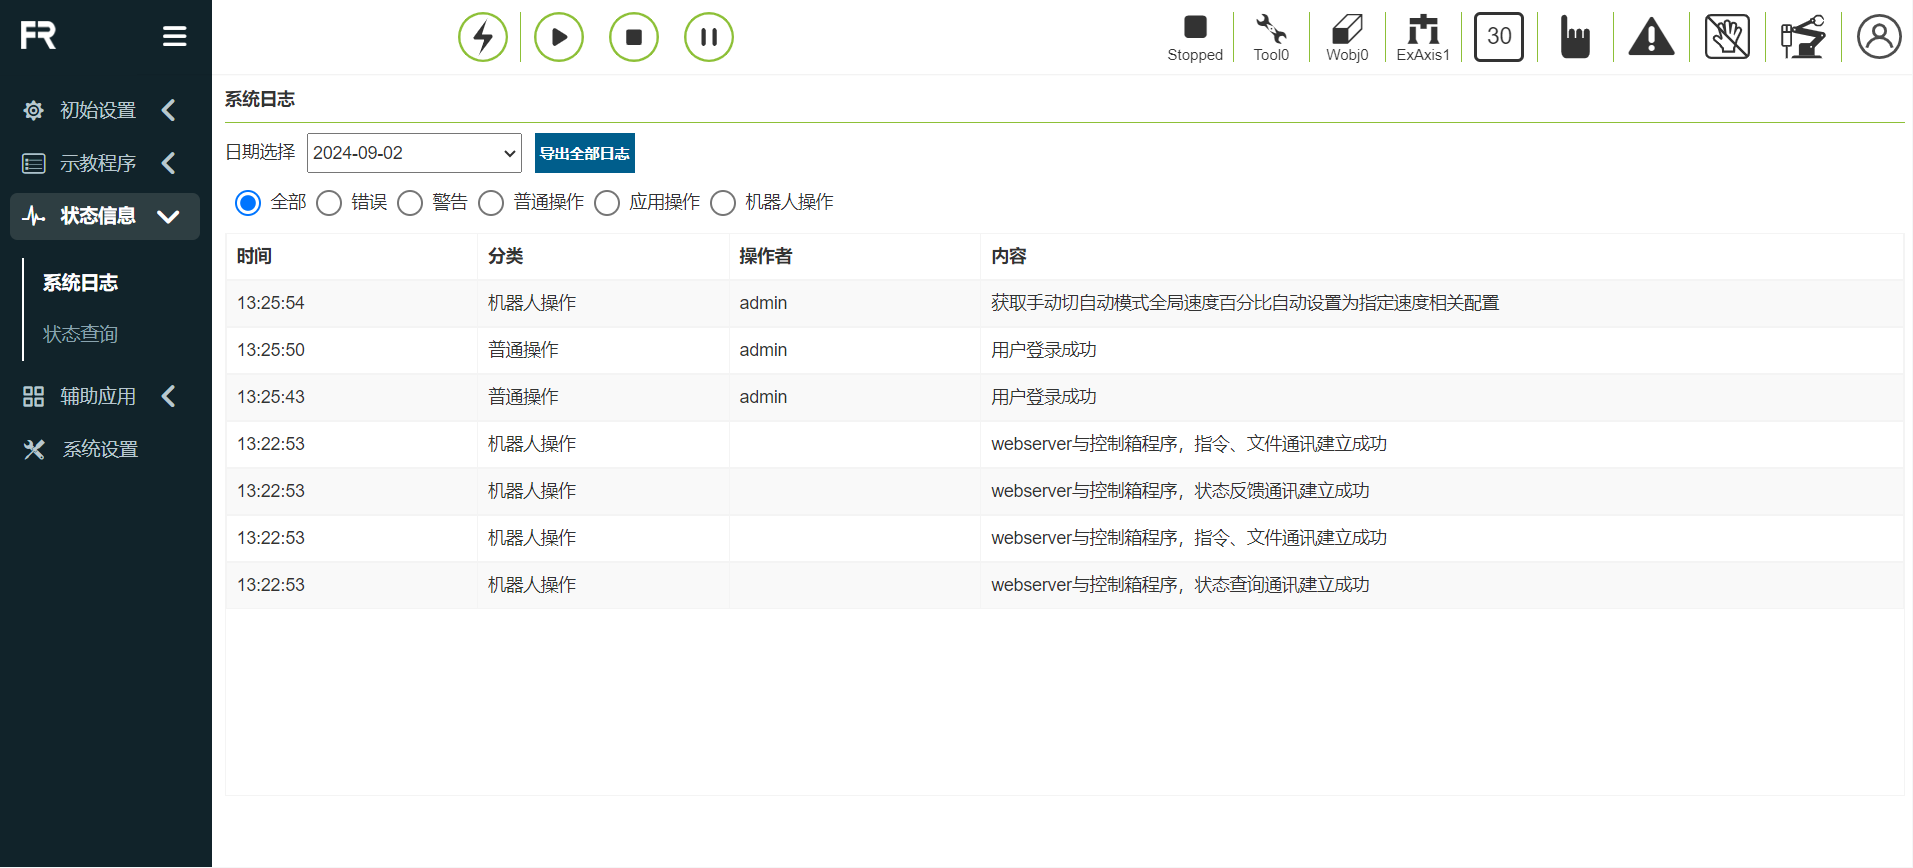 FR
Stopped Tool0 Wobj0 ExAxis1 30
初始设置
示教程序
状态信息
系统日志
状态查询
辅助应用
系统设置
系统日志
日期选择 2024-09-02 导出全部日志
全部 错误 警告 普通操作 应用操作 机器人操作
时间 分类 操作者 内容
13:25:54 机器人操作 admin 获取手动切自动模式全局速度百分比自动设置为指定速度相关配置
13:25:50 普通操作 admin 用户登录成功
13:25:43 普通操作 admin 用户登录成功
13:22:53 机器人操作 webserver与控制箱程序，指令、文件通讯建立成功
13:22:53 机器人操作 webserver与控制箱程序，状态反馈通讯建立成功
13:22:53 机器人操作 webserver与控制箱程序，指令、文件通讯建立成功
13:22:53 机器人操作 webserver与控制箱程序，状态查询通讯建立成功